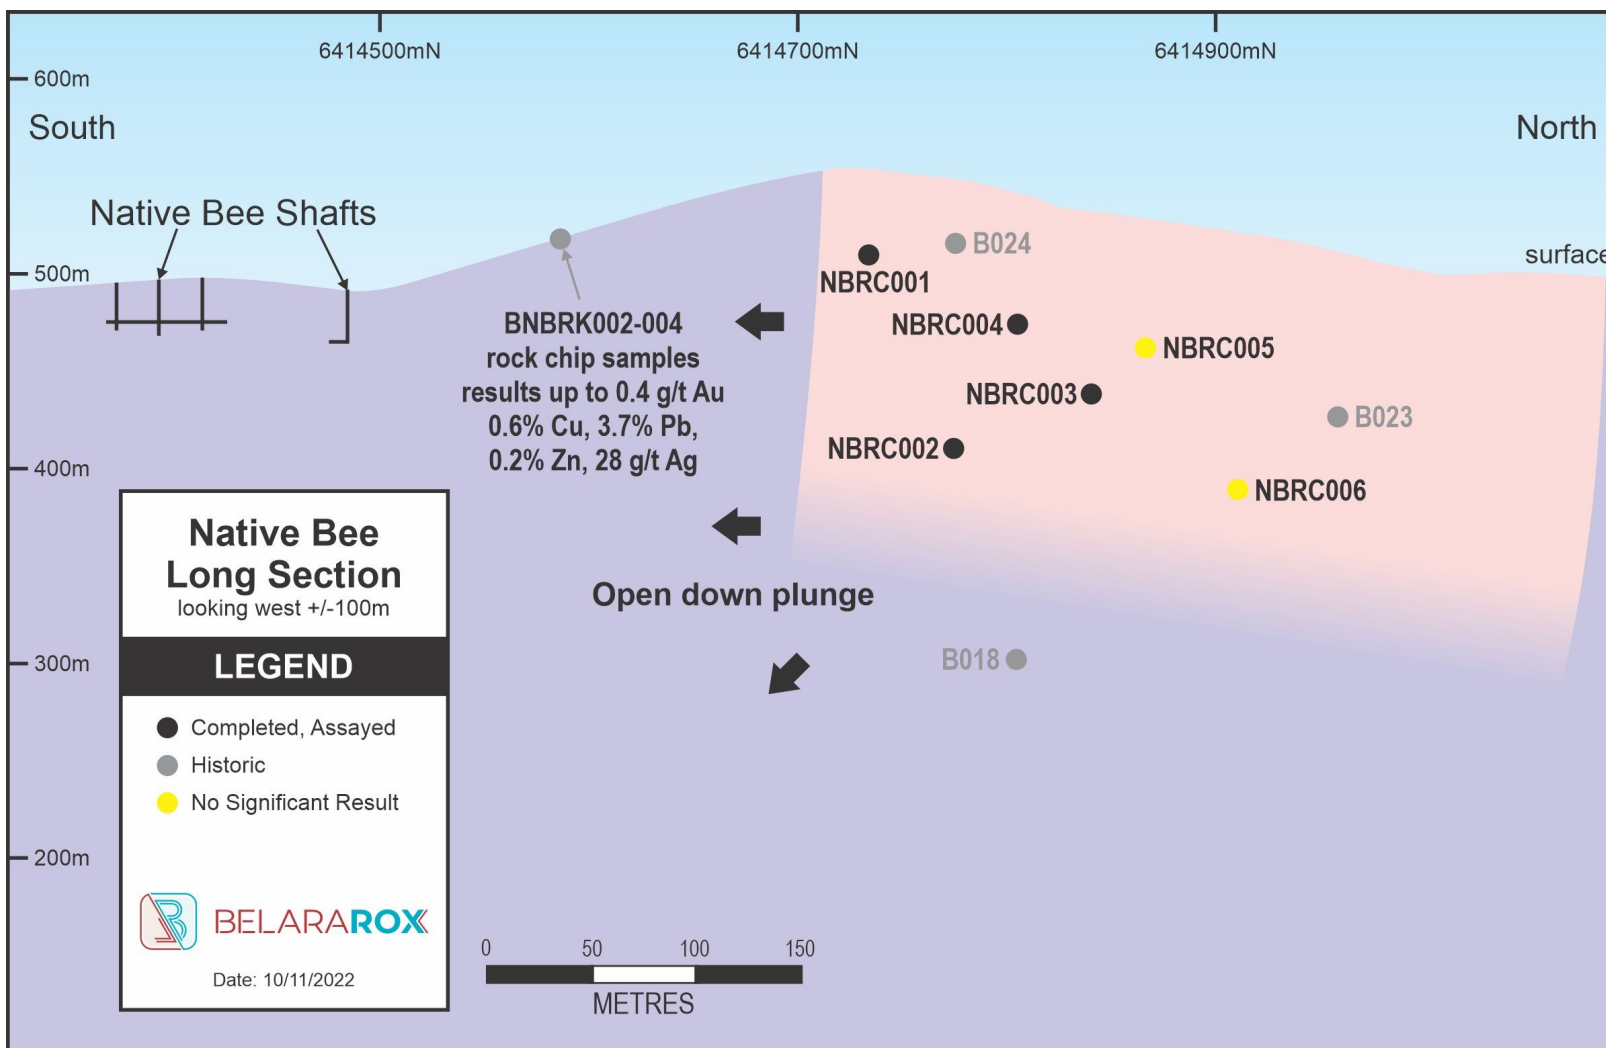 6414500mN
6414700mN
6414900mN
600m
South
North
Native Bee Shafts
B024
surface
500m
NBRC001
BNBRK002-004
rock chip samples
results up to 0.4 g/t Au
0.6% Cu, 3.7% Pb,
0.2% Zn, 28 g/t Ag
NBRC004
NBRC005
NBRC003
B023
NBRC002
400m
NBRC006
Native Bee
Long Section
looking west +/-100m
Open down plunge
300m
B018
LEGEND
Completed, Assayed
Historic
No Significant Result
200m
BELARAROX
Date: 10/11/2022
0 50 100 150
METRES